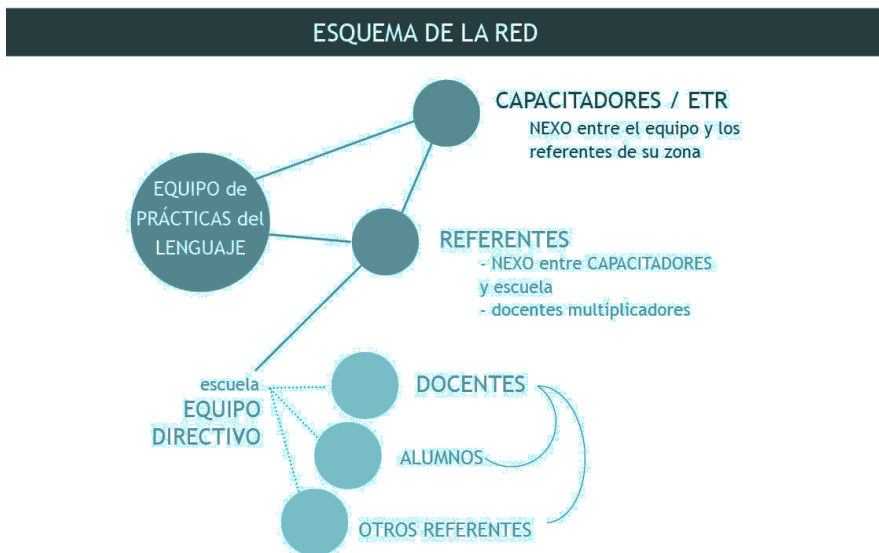 ESQUEMA DE LA RED
CAPACITADORES / ETR
NEXO entre el equipo y los
referentes de su zona
EQUIPO de
PRÁCTICAS del
LENGUAJE
REFERENTES
- NEXO entre CAPACITADORES
y escuela
- docentes multiplicadores
escuela
EQUIPO
DIRECTIVO
DOCENTES
ALUMNOS
OTROS REFERENTES